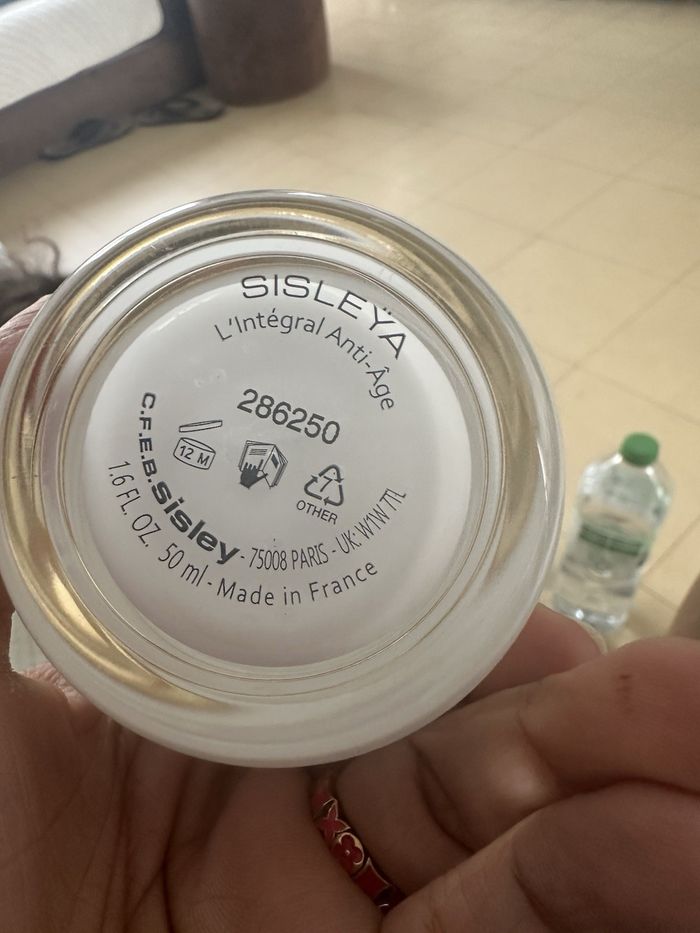 SISLEŸA
L'Intégral Anti-Âge
286250
12 M
OTHER
C.F.E.B. sisley - 75008 PARIS - UK: W1W 7TL
1.6 FL. OZ. 50 ml - Made in France